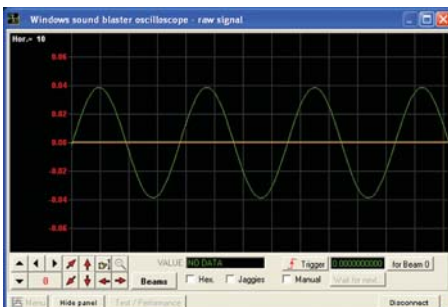 Windows sound blaster oscilloscope - raw signal
Hor.= 10
0.06
0.04
0.02
0.00
-0.02
-0.04
-0.06
VALUE NO DATA
Trigger 0.0000000000 for Beam 0
0 Beams Hex. Jaggies Manual Wait for next
Menu Hide panel Test / Performance Disconnect